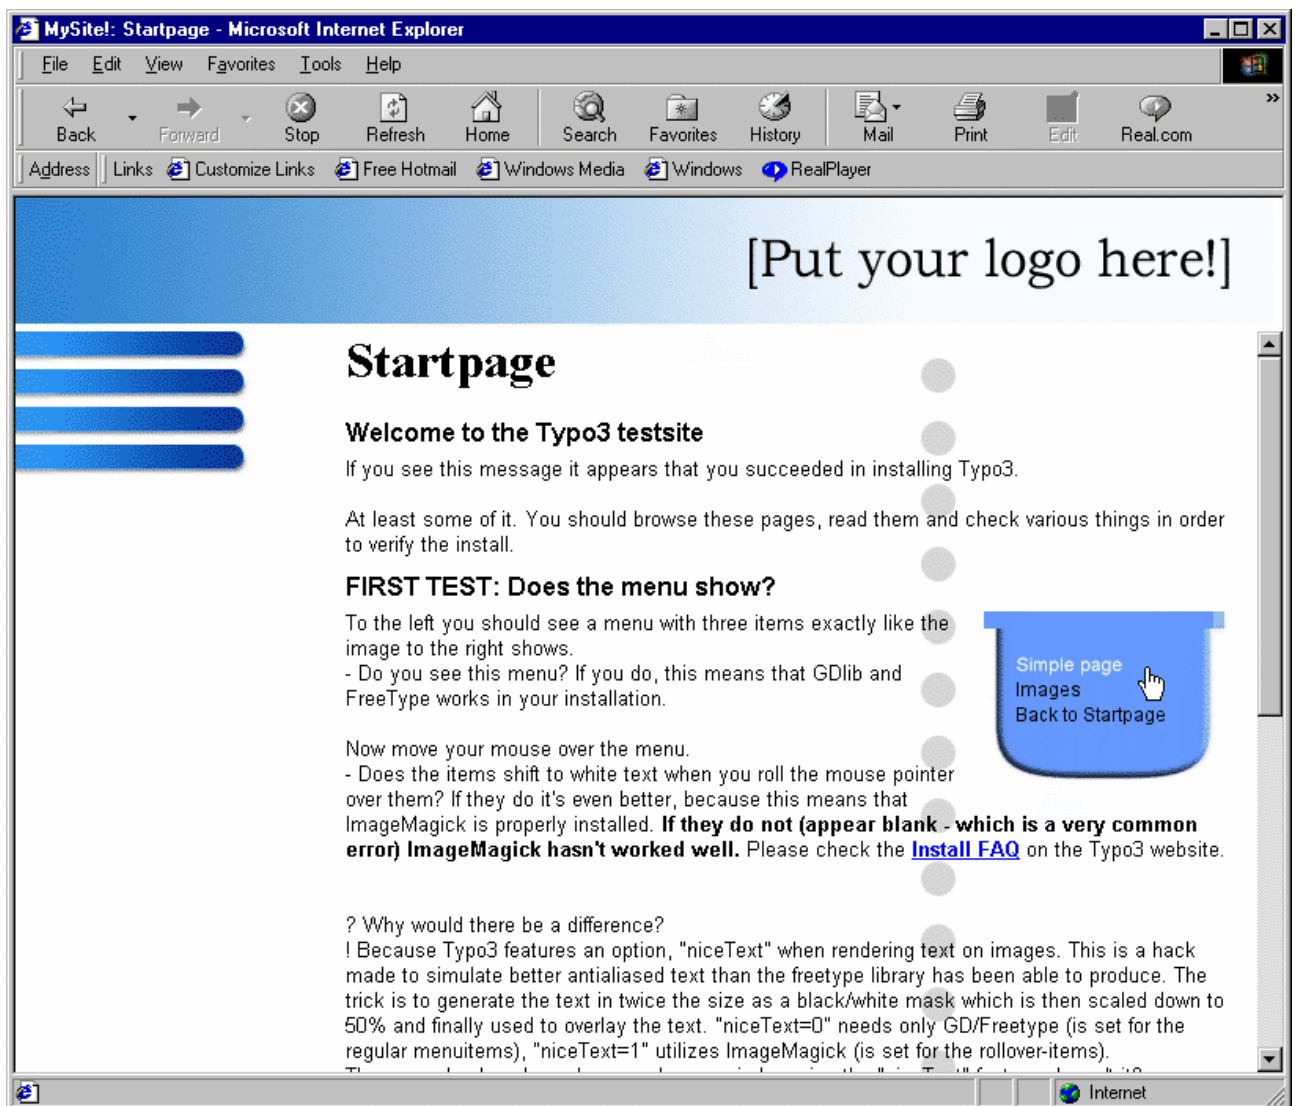 MySite!: Startpage - Microsoft Internet Explorer
File Edit View Favorites Tools Help
Back Forward Stop Refresh Home Search Favorites History Mail Print Edit Real.com
Address Links Customize Links Free Hotmail Windows Media Windows RealPlayer
[Put your logo here!]
Startpage
Welcome to the Typo3 testsite
If you see this message it appears that you succeeded in installing Typo3.
At least some of it. You should browse these pages, read them and check various things in order
to verify the install.
FIRST TEST: Does the menu show?
To the left you should see a menu with three items exactly like the
image to the right shows.
- Do you see this menu? If you do, this means that GDlib and
FreeType works in your installation.
Simple page
Images
Back to Startpage
Now move your mouse over the menu.
- Does the items shift to white text when you roll the mouse pointer
over them? If they do it's even better, because this means that
ImageMagick is properly installed. If they do not (appear blank - which is a very common
error) ImageMagick hasn't worked well. Please check the Install FAQ on the Typo3 website.
? Why would there be a difference?
! Because Typo3 features an option, "niceText" when rendering text on images. This is a hack
made to simulate better antialiased text than the freetype library has been able to produce. The
trick is to generate the text in twice the size as a black/white mask which is then scaled down to
50% and finally used to overlay the text. "niceText=0" needs only GD/Freetype (is set for the
regular menuitems), "niceText=1" utilizes ImageMagick (is set for the rollover-items).
Internet